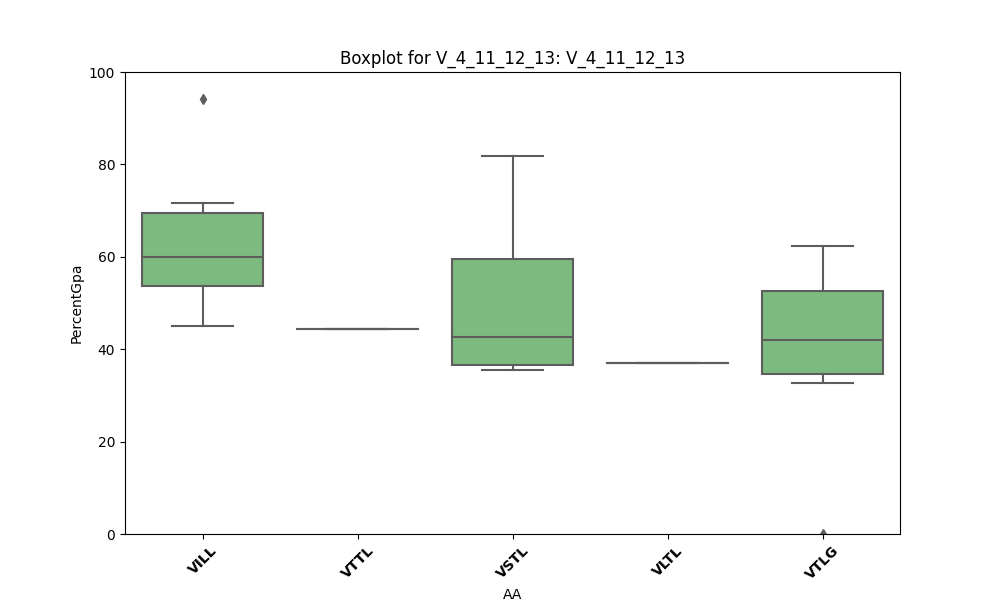 Boxplot for V_4_11_12_13: V_4_11_12_13
100
80
60
40
20
0
PercentGpa
VILL VTTL VSTL VLTL VTLG
AA